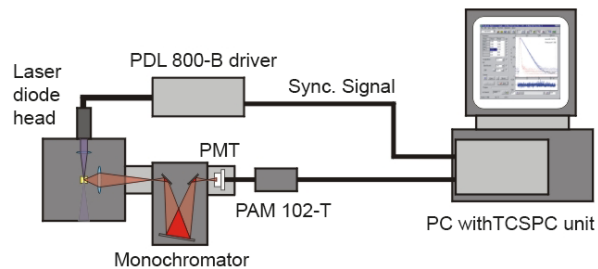 Laser
diode
head
PDL 800-B driver
Sync. Signal
PMT
PAM 102-T
Monochromator
PC withTCSPC unit